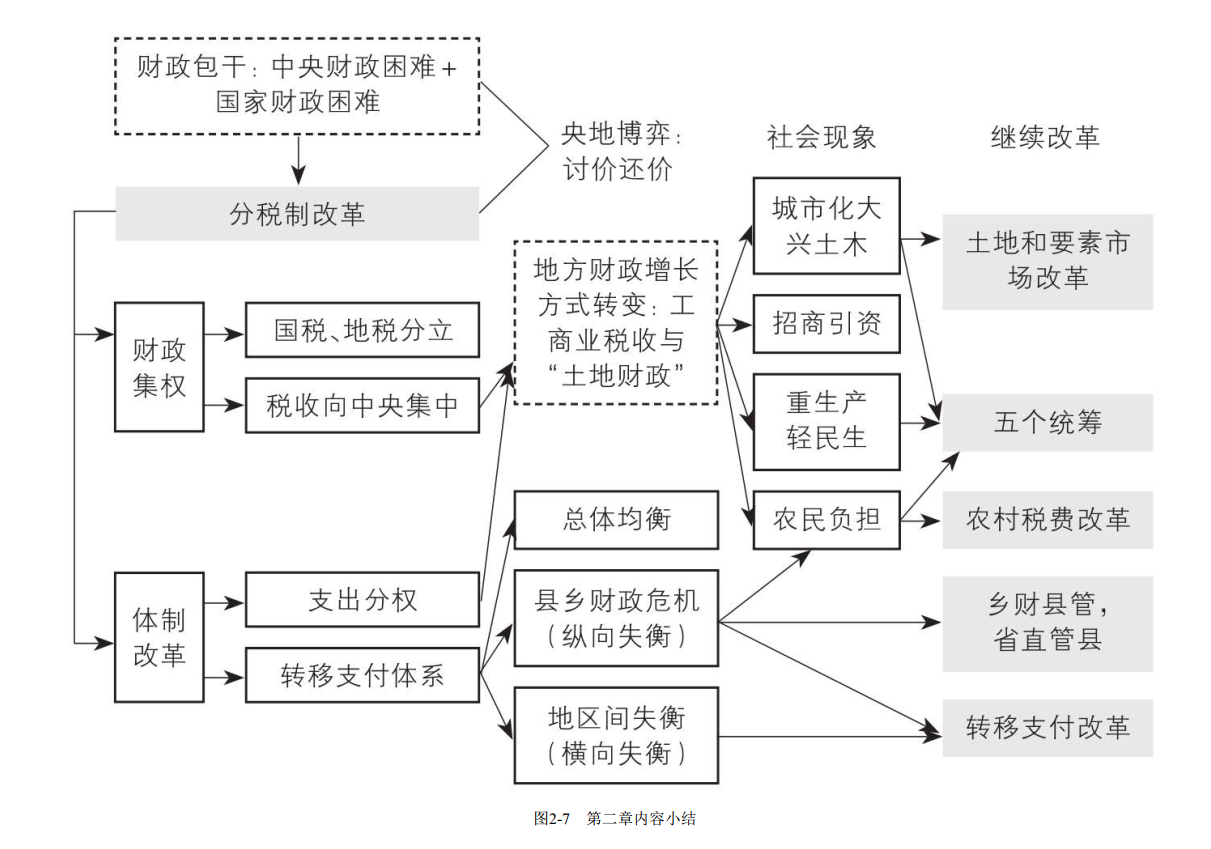 财政包干：中央财政困难+
国家财政困难
央地博弈：
讨价还价
社会现象
继续改革
分税制改革
城市化大
兴土木
土地和要素市
场改革
地方财政增长
方式转变：工
商业税收与
“土地财政”
财政
集权
国税、地税分立
税收向中央集中
招商引资
重生产
轻民生
五个统筹
总体均衡
农民负担
农村税费改革
体制
改革
支出分权
转移支付体系
县乡财政危机
（纵向失衡）
乡财县管，
省直管县
地区间失衡
（横向失衡）
转移支付改革
图2-7 第二章内容小结